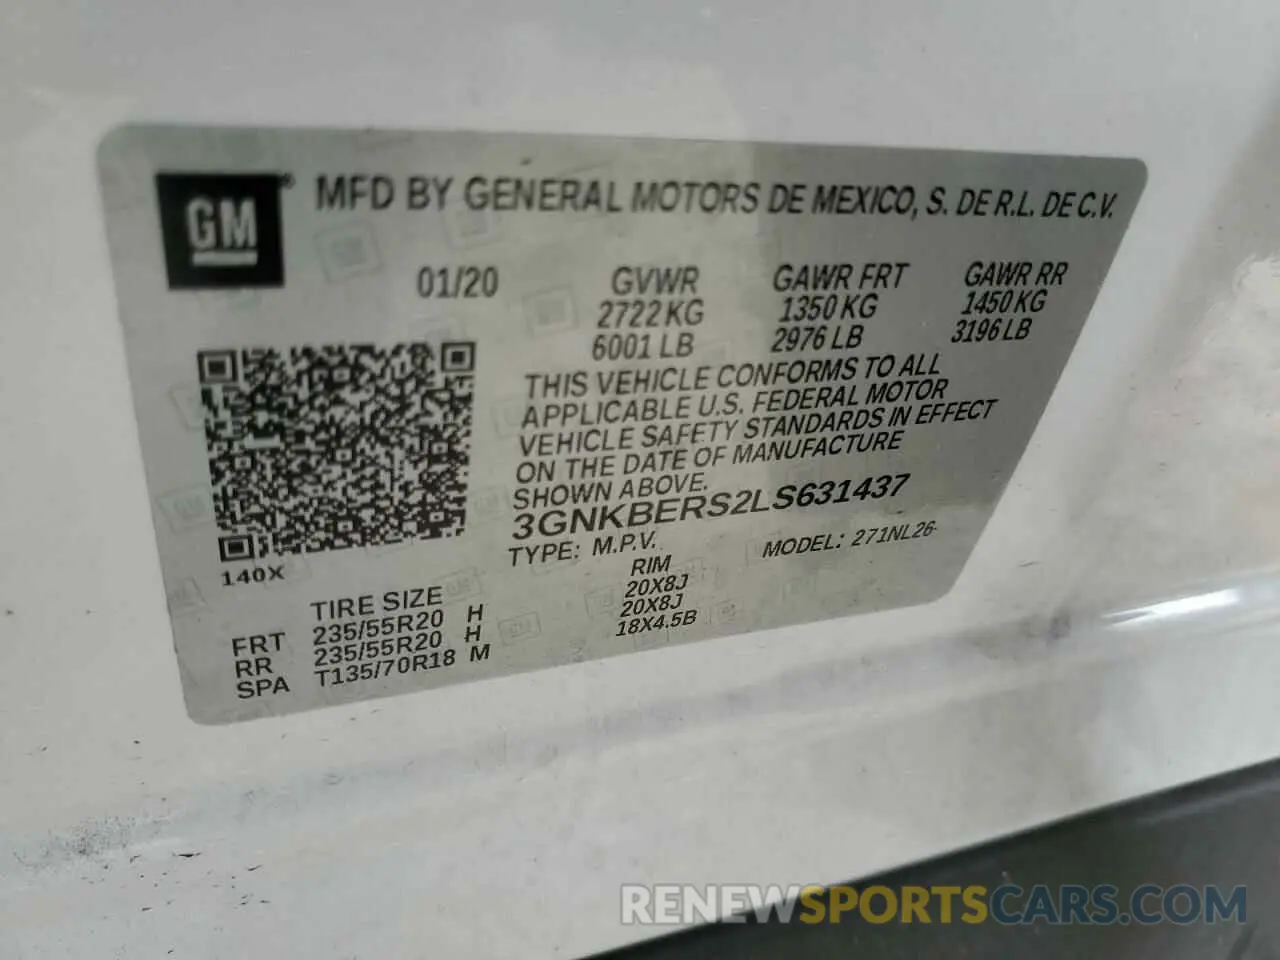 GM® MFD BY GENERAL MOTORS DE MEXICO, S. DE R.L. DE C.V.
01/20 GVWR GAWR FRT GAWR RR
2722 KG 1350 KG 1450 KG
6001 LB 2976 LB 3196 LB
THIS VEHICLE CONFORMS TO ALL
APPLICABLE U.S. FEDERAL MOTOR
VEHICLE SAFETY STANDARDS IN EFFECT
ON THE DATE OF MANUFACTURE
SHOWN ABOVE.
3GNKBERS2LS631437
140X TYPE: M.P.V. MODEL: 271NL26-
TIRE SIZE RIM
FRT 235/55R20 H 20X8J
RR 235/55R20 H 20X8J
SPA T135/70R18 M 18X4.5B
RENEWSPORTSCARS.COM